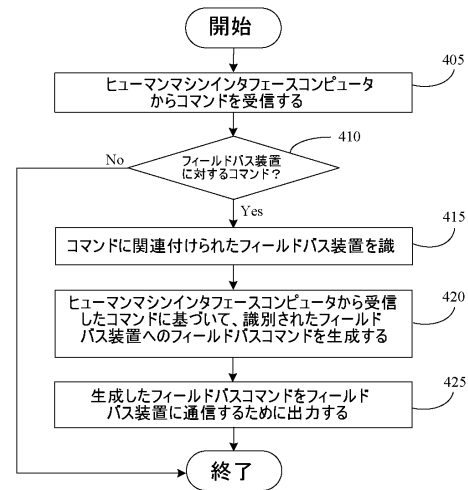 開始
405
ヒューマンマシンインタフェースコンピュータ
からコマンドを受信する
410
フィールドバス装置
に対するコマンド？
No
Yes
415
コマンドに関連付けられたフィールドバス装置を識
420
ヒューマンマシンインタフェースコンピュータから受信
したコマンドに基づいて、識別されたフィールド
バス装置へのフィールドバスコマンドを生成する
425
生成したフィールドバスコマンドをフィールド
バス装置に通信するために出力する
終了